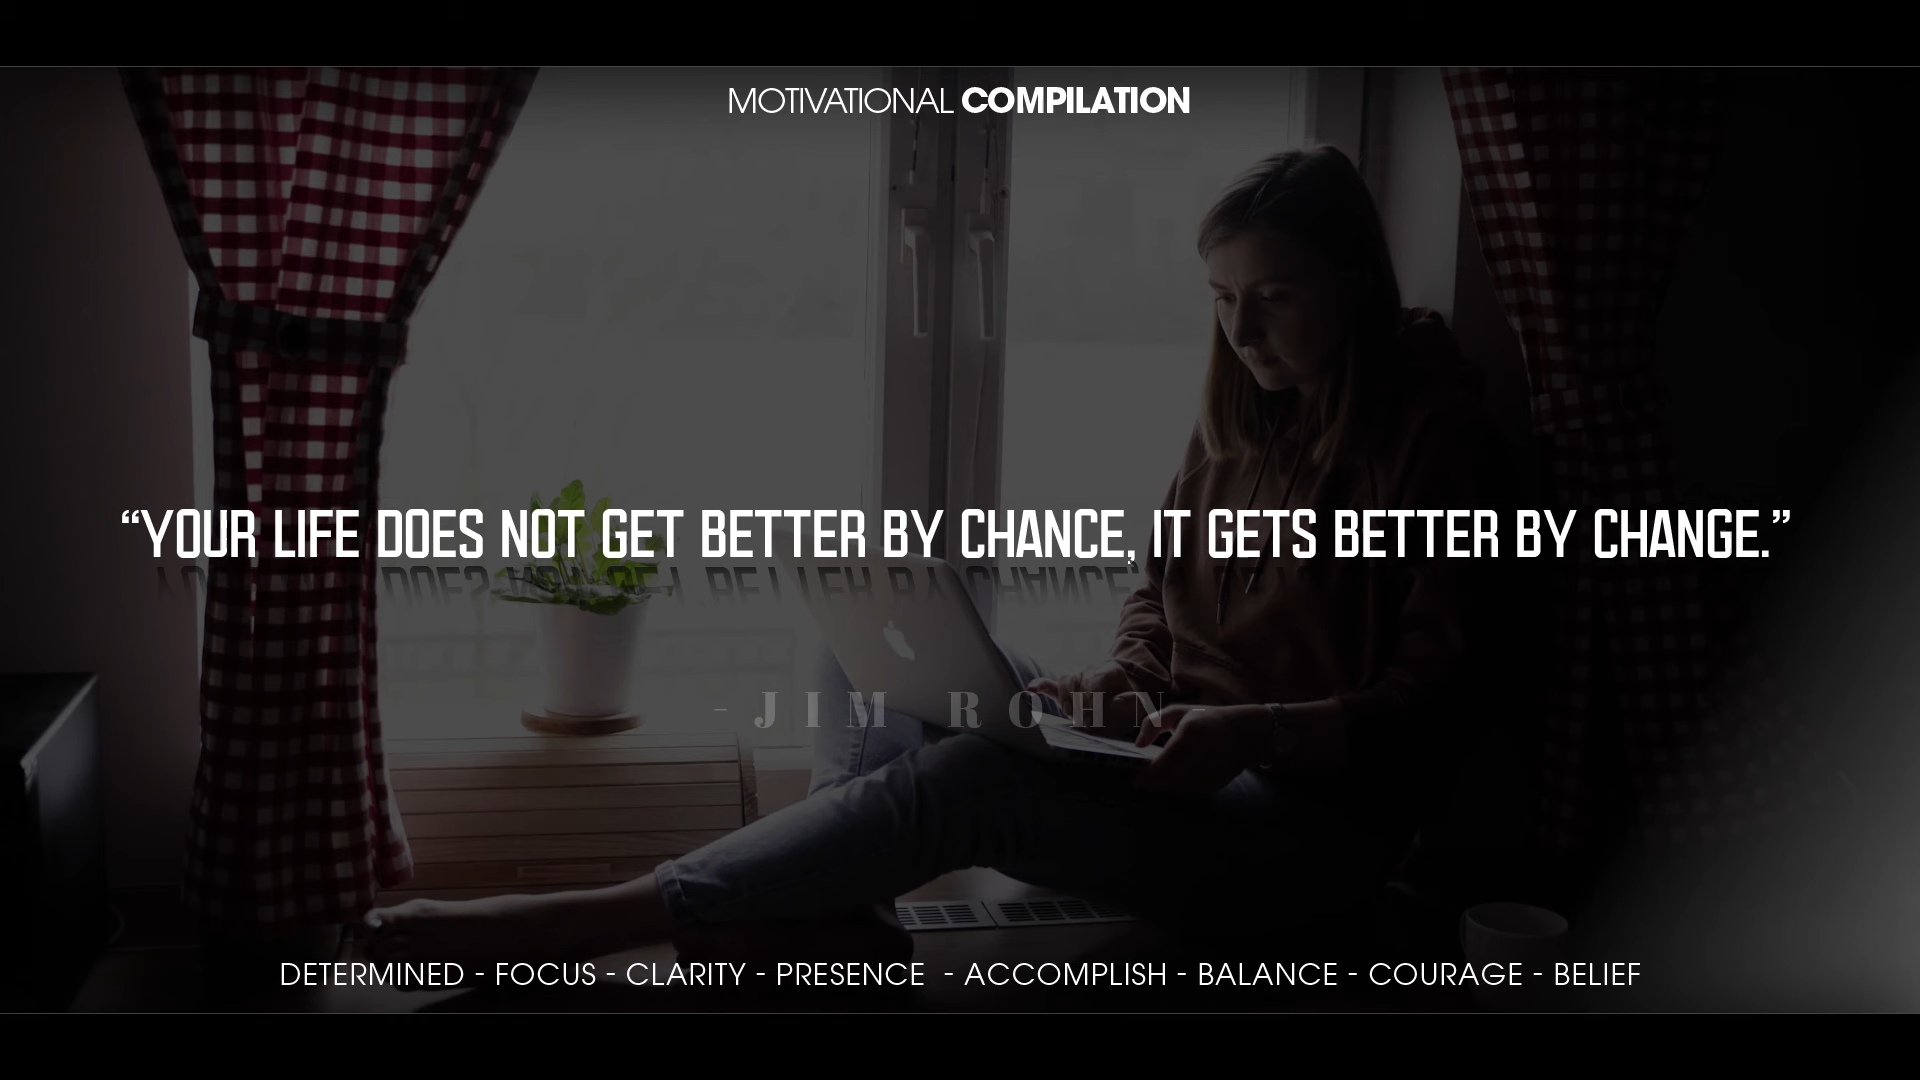 MOTIVATIONAL COMPILATION
“YOUR LIFE DOES NOT GET BETTER BY CHANCE, IT GETS BETTER BY CHANGE.”
- JIM ROHN -
DETERMINED - FOCUS - CLARITY - PRESENCE - ACCOMPLISH - BALANCE - COURAGE - BELIEF